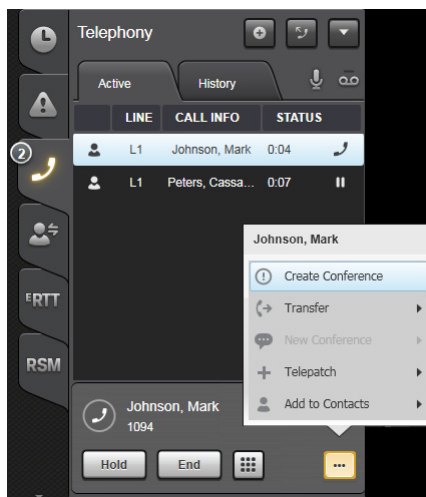 Telephony
Active History
LINE CALL INFO STATUS
L1 Johnson, Mark 0:04
2
L1 Peters, Cassa... 0:07
Johnson, Mark
Create Conference
Transfer
ERTT
New Conference
RSM
Telepatch
Add to Contacts
Johnson, Mark
1094
Hold End ...